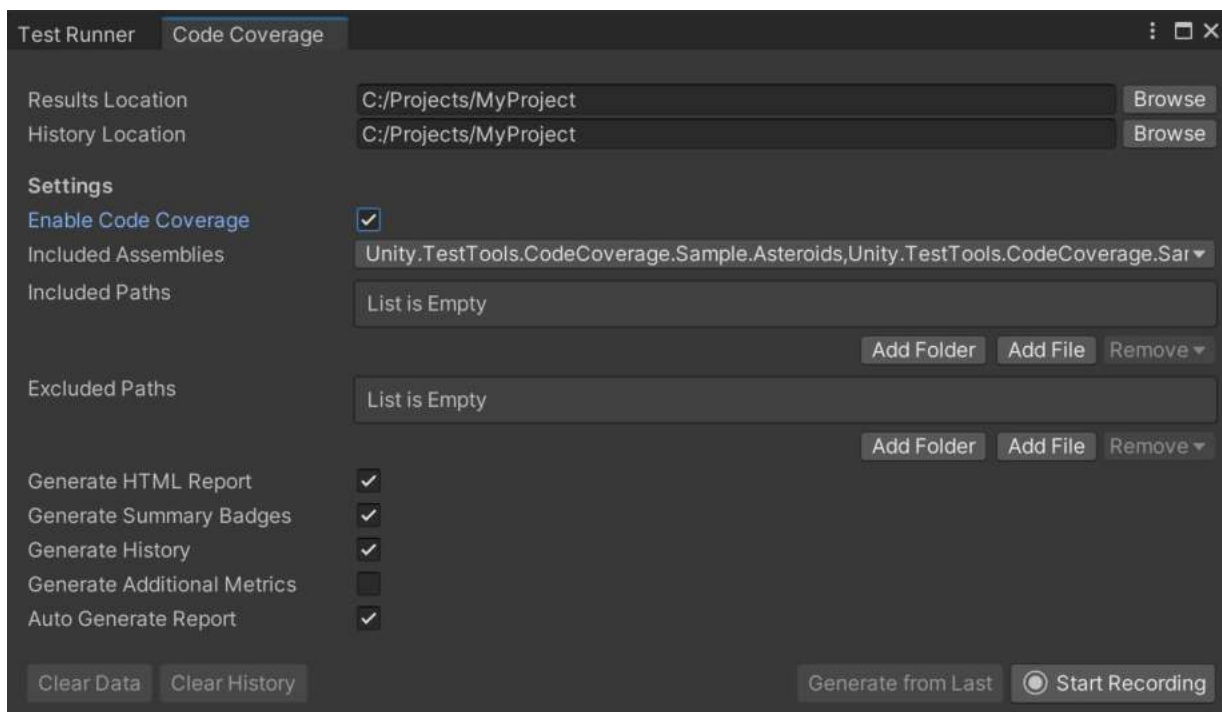 Test Runner Code Coverage
Results Location C:/Projects/MyProject Browse
History Location C:/Projects/MyProject Browse
Settings
Enable Code Coverage
Included Assemblies Unity.TestTools.CodeCoverage.Sample.Asteroids,Unity.TestTools.CodeCoverage.Sar
Included Paths List is Empty
Add Folder Add File Remove
Excluded Paths List is Empty
Add Folder Add File Remove
Generate HTML Report
Generate Summary Badges
Generate History
Generate Additional Metrics
Auto Generate Report
Clear Data Clear History Generate from Last Start Recording